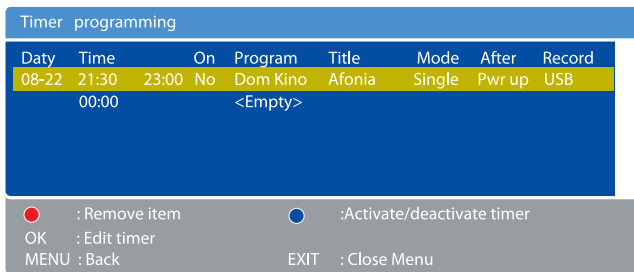 Timer programming
Daty Time On Program Title Mode After Record
08-22 21:30 23:00 No Dom Kino Afonia Single Pwr up USB
00:00 <Empty>
: Remove item :Activate/deactivate timer
OK : Edit timer
MENU : Back EXIT : Close Menu